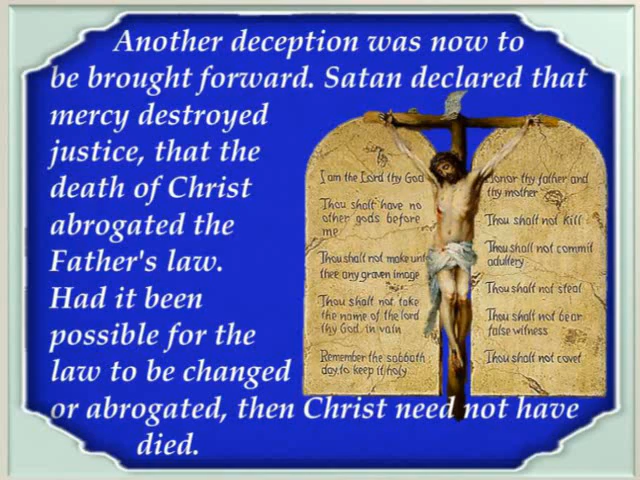 Another deception was now to
be brought forward. Satan declared that
mercy destroyed
justice, that the
death of Christ
abrogated the
Father's law.
Had it been
possible for the
law to be changed
or abrogated, then Christ need not have
died.
I am the Lord thy God
Thou shalt have no
other gods before
me
Thou shalt not make unt
thee any graven image
Thou shalt not take
the name of the lord
thy God in vain
Remember the sabbath
day to keep it holy
Honor thy father and
thy mother
Thou shalt not kill
Thou shalt not commit
adultery
Thou shalt not steal
Thou shalt not bear
false witness
Thou shalt not covet